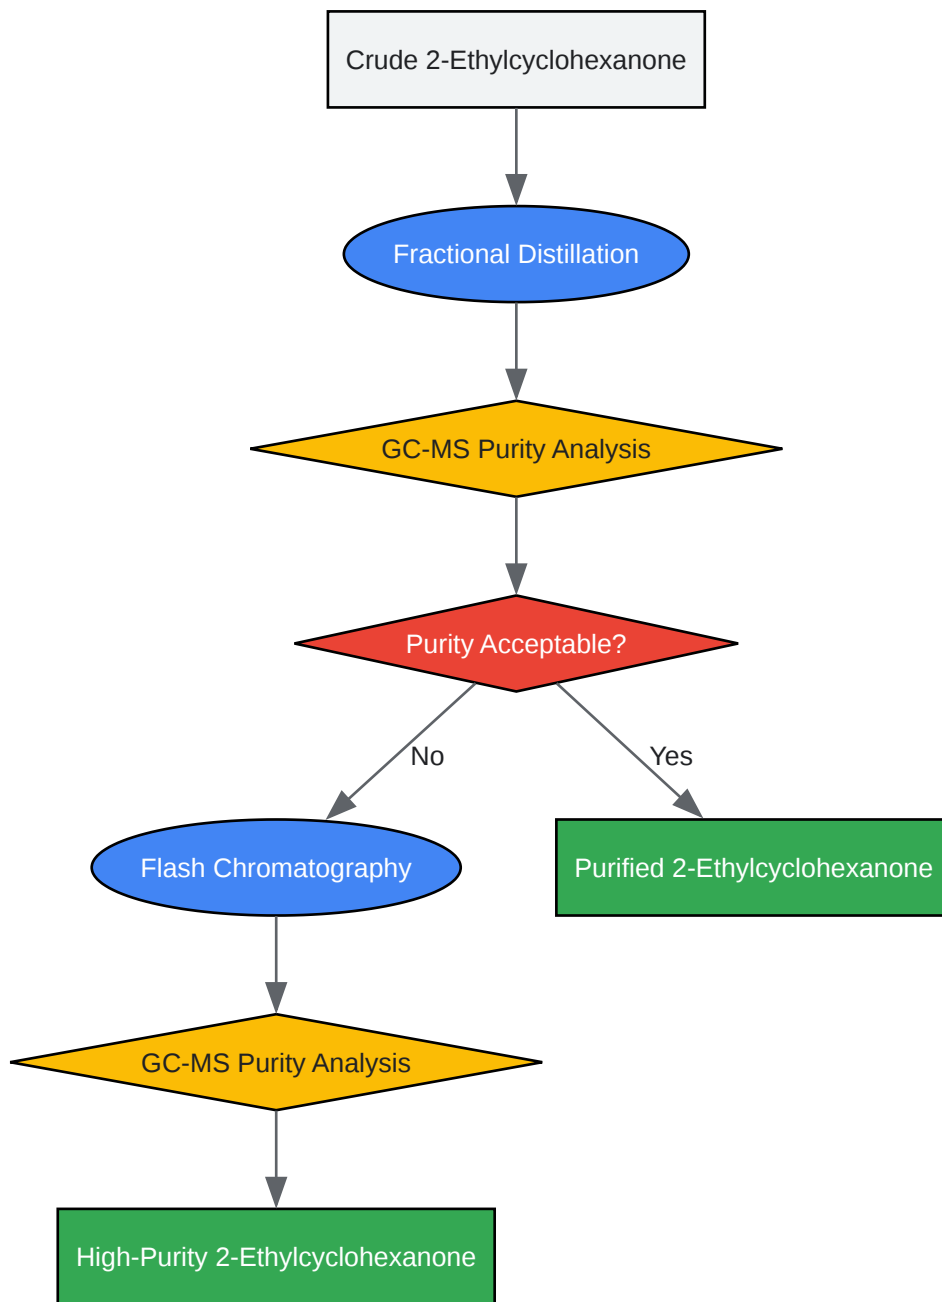 Crude 2-Ethylcyclohexanone
Fractional Distillation
GC-MS Purity Analysis
Purity Acceptable?
No
Yes
Flash Chromatography
Purified 2-Ethylcyclohexanone
GC-MS Purity Analysis
High-Purity 2-Ethylcyclohexanone